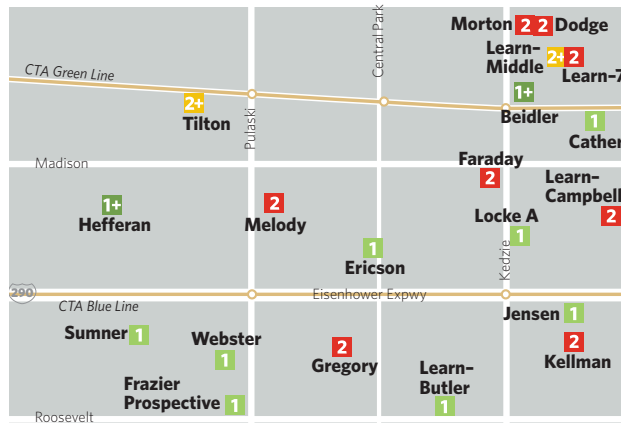 Morton 2 2 Dodge
Central Park
Learn–
Middle
2+ 2
Learn–7
CTA Green Line
2+
Tilton
1+
Beidler
1
Cather
Pulaski
Madison
Faraday
2
Learn–
Campbell
2
1+
Hefferan
2
Melody
Locke A
1
1
Ericson
Kedzie
290
Eisenhower Expwy
CTA Blue Line
Jensen 1
Sumner 1
Webster
1
2
Gregory
2
Kellman
Learn–
Butler
1
Frazier
Prospective 1
Roosevelt